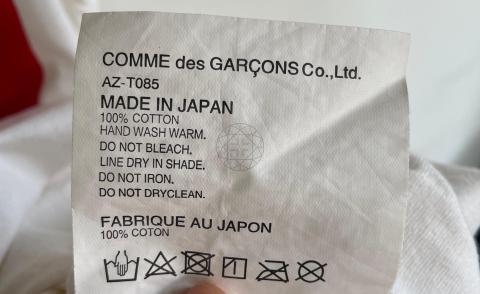 COMME des GARÇONS Co.,Ltd.
AZ-T085
MADE IN JAPAN
100% COTTON
HAND WASH WARM.
DO NOT BLEACH.
LINE DRY IN SHADE.
DO NOT IRON.
DO NOT DRYCLEAN.
FABRIQUE AU JAPON
100% COTON